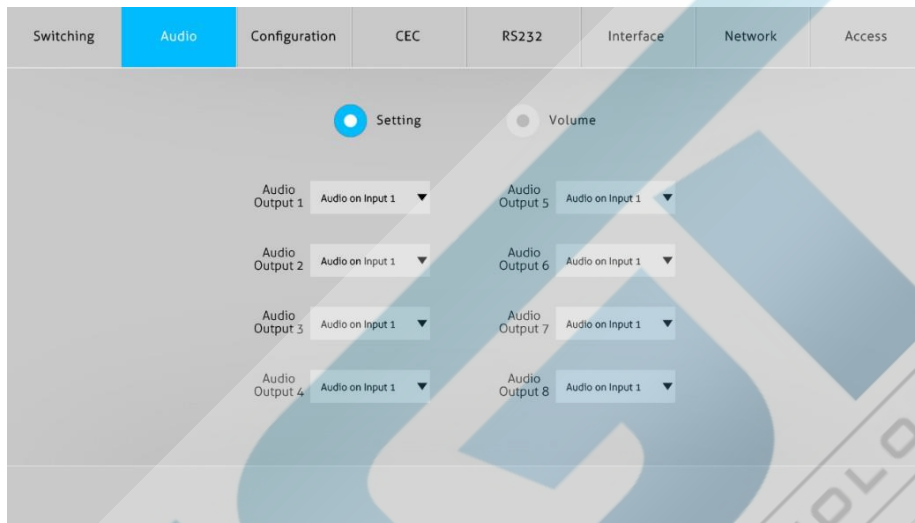 Switching Audio Configuration CEC RS232 Interface Network Access
Setting Volume
Audio
Output 1 Audio on Input 1
Audio
Output 5 Audio on Input 1
Audio
Output 2 Audio on Input 1
Audio
Output 6 Audio on Input 1
Audio
Output 3 Audio on Input 1
Audio
Output 7 Audio on Input 1
Audio
Output 4 Audio on Input 1
Audio
Output 8 Audio on Input 1